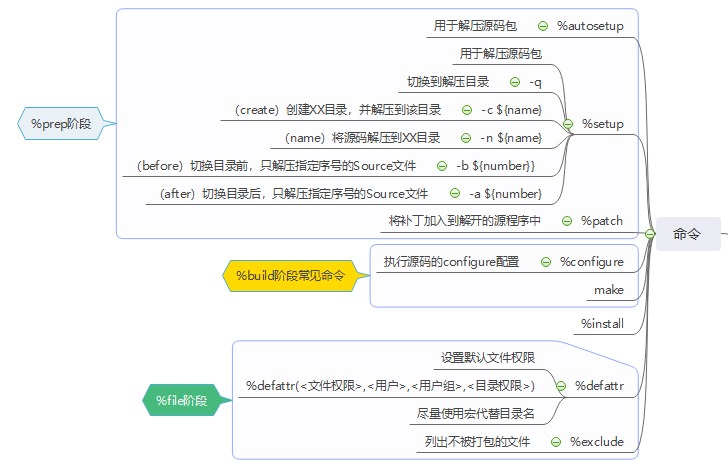 命令
%prep阶段
%autosetup
用于解压源码包
%setup
用于解压源码包
-q
切换到解压目录
-c ${name}
（create）创建XX目录，并解压到该目录
-n ${name}
（name）将源码解压到XX目录
-b ${number}}
（before）切换目录前，只解压指定序号的Source文件
-a ${number}
（after）切换目录后，只解压指定序号的Source文件
%patch
将补丁加入到解开的源程序中
%build阶段常见命令
%configure
执行源码的configure配置
make
%install
%file阶段
%defattr
设置默认文件权限
%defattr(<文件权限>,<用户>,<用户组>,<目录权限>)
尽量使用宏代替目录名
%exclude
列出不被打包的文件